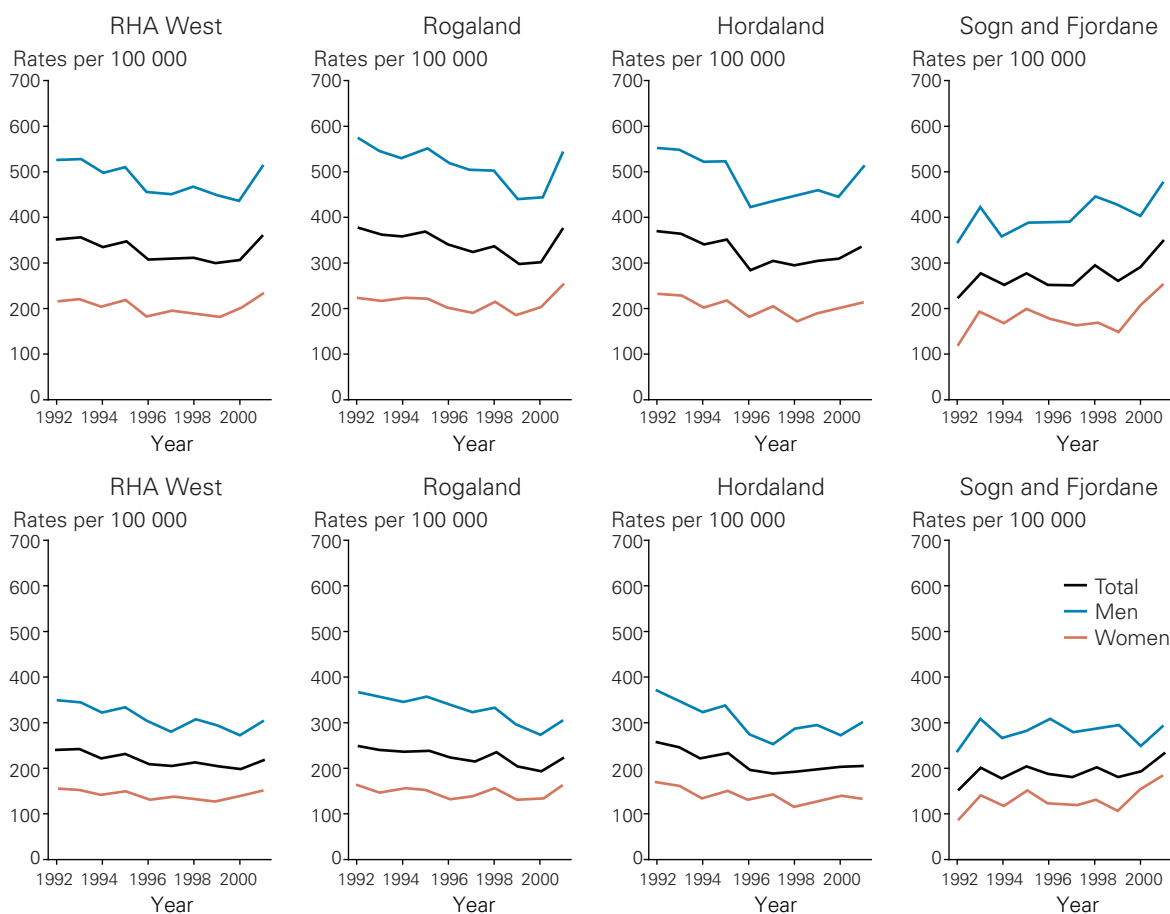 RHA West Rogaland Hordaland Sogn and Fjordane
Rates per 100 000 Rates per 100 000 Rates per 100 000 Rates per 100 000
700 700 700 700
600 600 600 600
500 500 500 500
400 400 400 400
300 300 300 300
200 200 200 200
100 100 100 100
0 0 0 0
1992 1994 1996 1998 2000 1992 1994 1996 1998 2000 1992 1994 1996 1998 2000 1992 1994 1996 1998 2000
Year Year Year Year
RHA West Rogaland Hordaland Sogn and Fjordane
Rates per 100 000 Rates per 100 000 Rates per 100 000 Rates per 100 000
700 700 700 700
600 600 600 600
Total
500 500 500 500
Men
Women
400 400 400 400
300 300 300 300
200 200 200 200
100 100 100 100
0 0 0 0
1992 1994 1996 1998 2000 1992 1994 1996 1998 2000 1992 1994 1996 1998 2000 1992 1994 1996 1998 2000
Year Year Year Year